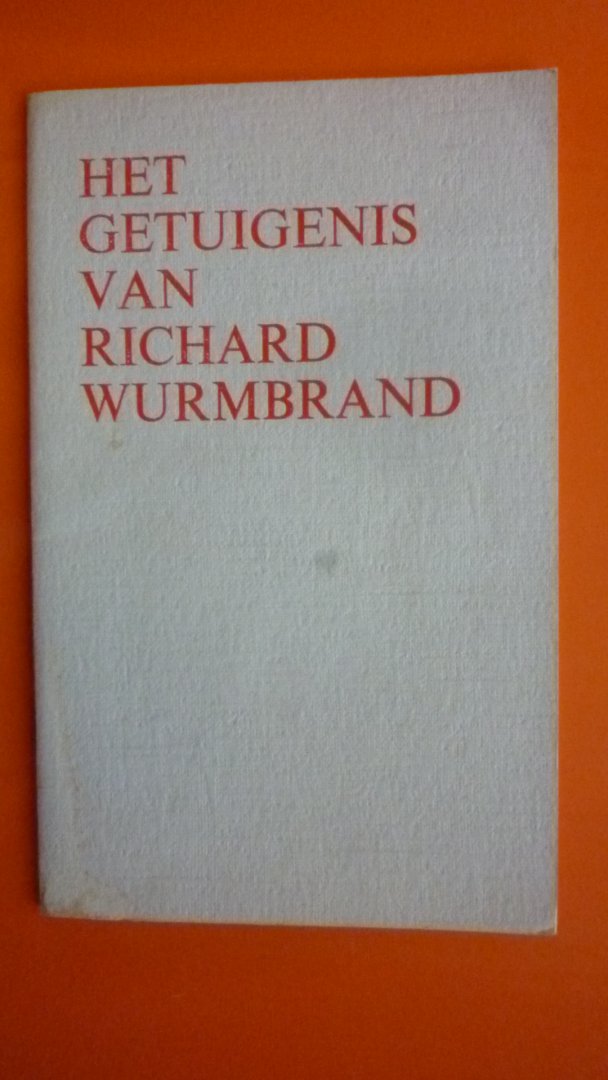 HET
GETUIGENIS
VAN
RICHARD
WURMBRAND